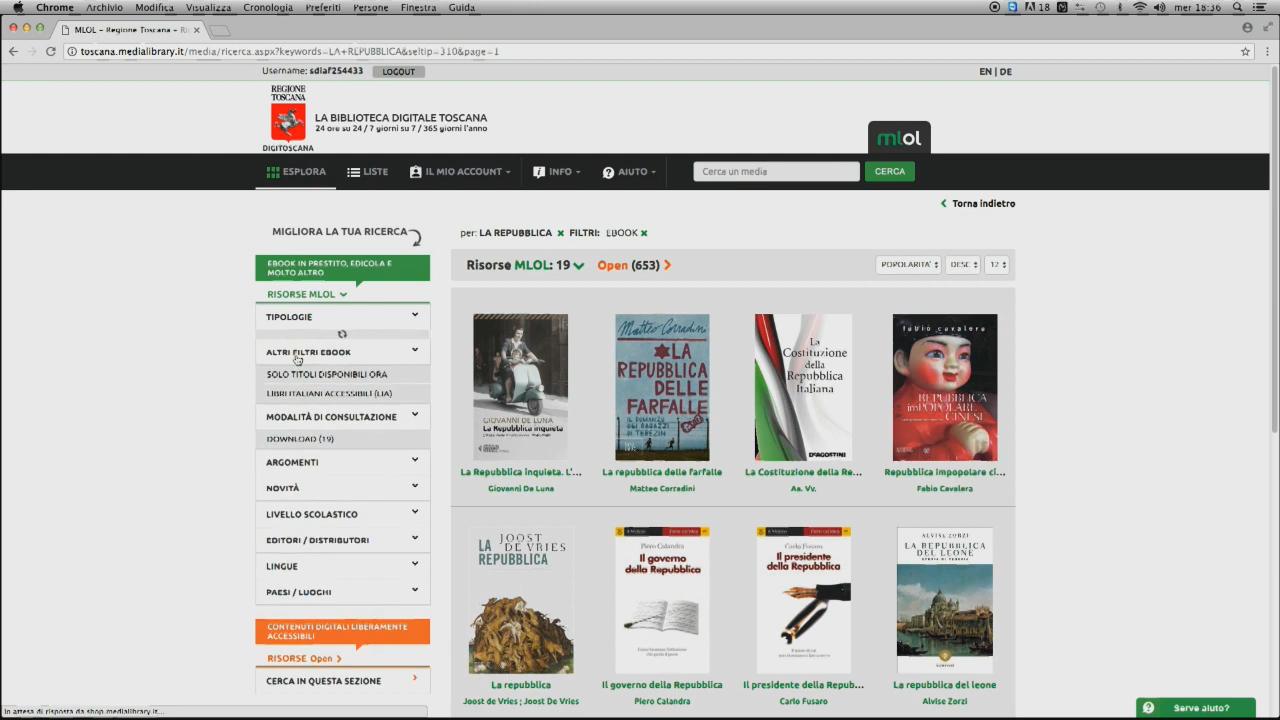 Chrome Archivio Modifica Visualizza Cronologia Preferiti Persone Finestra Guida
18 mer 18:36
MLOL - Regione Toscana - Ri
toscana.medialibrary.it/media/ricerca.aspx?keywords=LA+REPUBBLICA&seltip=310&page=1
Username: sdiaf254433 LOGOUT
EN | DE
REGIONE
TOSCANA
DIGITOSCANA
LA BIBLIOTECA DIGITALE TOSCANA
24 ore su 24 / 7 giorni su 7 / 365 giorni l'anno
mlol
ESPLORA LISTE IL MIO ACCOUNT INFO AIUTO
Cerca un media CERCA
Torna indietro
MIGLIORA LA TUA RICERCA
per: LA REPUBBLICA × FILTRI: EBOOK ×
EBOOK IN PRESTITO, EDICOLA E
MOLTO ALTRO
RISORSE MLOL
TIPOLOGIE
ALTRI FILTRI EBOOK
SOLO TITOLI DISPONIBILI ORA
LIBRI ITALIANI ACCESSIBILI (LIA)
MODALITÀ DI CONSULTAZIONE
DOWNLOAD (19)
ARGOMENTI
NOVITÀ
LIVELLO SCOLASTICO
EDITORI / DISTRIBUTORI
LINGUE
PAESI / LUOGHI
CONTENUTI DIGITALI LIBERAMENTE
ACCESSIBILI
RISORSE Open
CERCA IN QUESTA SEZIONE
Risorse MLOL: 19 Open (653)
POPOLARITA' DESC 12
GIOVANNI DE LUNA
La Repubblica inquieta
Matteo Corradini
LA
REPUBBLICA
DELLE
FARFALLE
IL ROMANZO
DEI RAGAZZI
DI TEREZIN
La
Costituzione
della
Repubblica
Italiana
DeAGOSTINI
fabio cavalera
REPUBBLICA
imPOPOLARE
CINESE
La Repubblica inquieta. L'...
Giovanni De Luna
La repubblica delle farfalle
Matteo Corradini
La Costituzione della Re...
Aa. Vv.
Repubblica impopolare ci...
Fabio Cavalera
JOOST
DE VRIES
LA
REPUBBLICA
Piero Calandra
Il governo
della Repubblica
Carlo Fusaro
Il presidente
della Repubblica
ALVISE ZORZI
LA REPUBBLICA
DEL LEONE
La repubblica
Joost de Vries ; Joost De Vries
Il governo della Repubblica
Piero Calandra
Il presidente della Repub...
Carlo Fusaro
La repubblica del leone
Alvise Zorzi
In attesa di risposta da shop.medialibrary.it...
Serve aiuto?